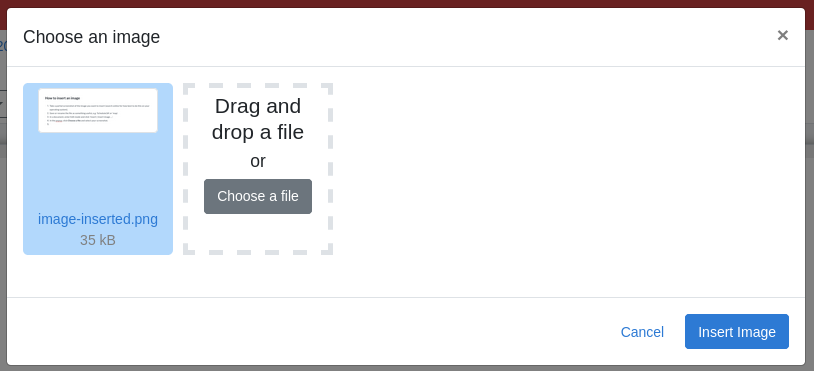 20
Choose an image
×
How to insert an image
image-inserted.png
35 kB
Drag and
drop a file
or
Choose a file
Cancel
Insert Image